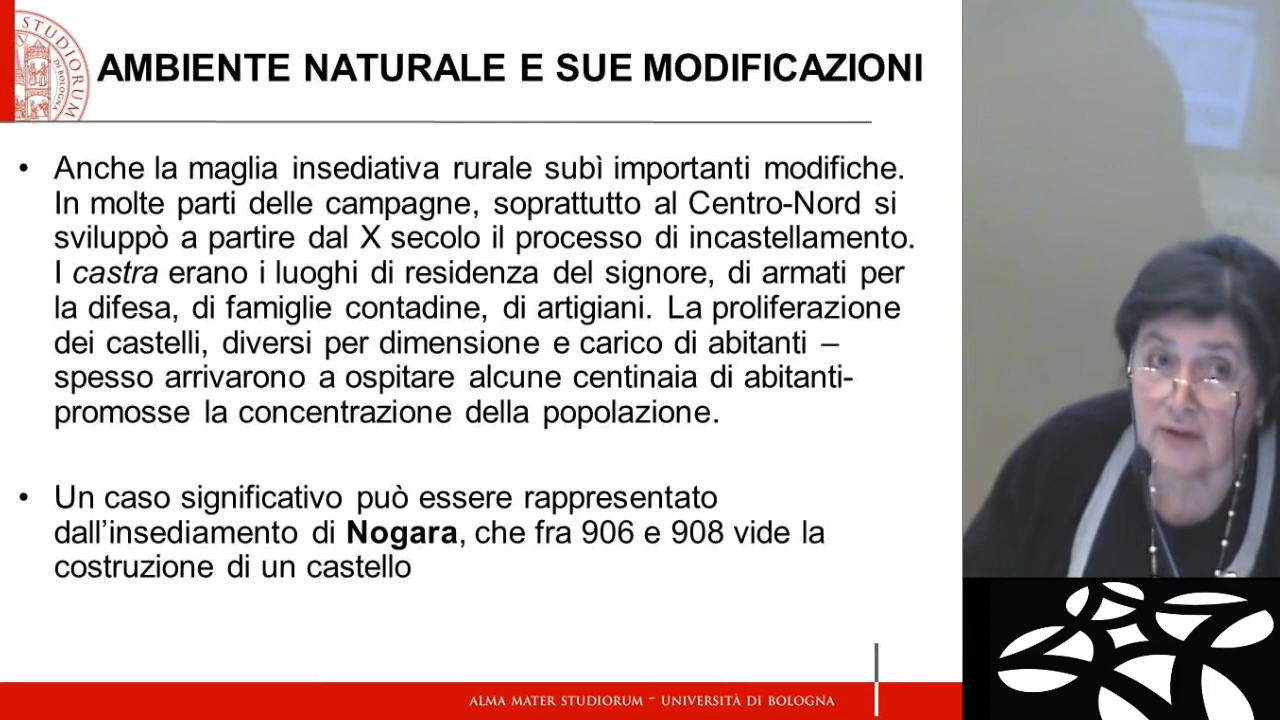 STUDIORUM
DI BOLOGNA
AMBIENTE NATURALE E SUE MODIFICAZIONI
• Anche la maglia insediativa rurale subì importanti modifiche.
In molte parti delle campagne, soprattutto al Centro-Nord si
sviluppò a partire dal X secolo il processo di incastellamento.
I castra erano i luoghi di residenza del signore, di armati per
la difesa, di famiglie contadine, di artigiani. La proliferazione
dei castelli, diversi per dimensione e carico di abitanti –
spesso arrivarono a ospitare alcune centinaia di abitanti-
promosse la concentrazione della popolazione.
• Un caso significativo può essere rappresentato
dall’insediamento di Nogara, che fra 906 e 908 vide la
costruzione di un castello
ALMA MATER STUDIORUM ~ UNIVERSITÀ DI BOLOGNA